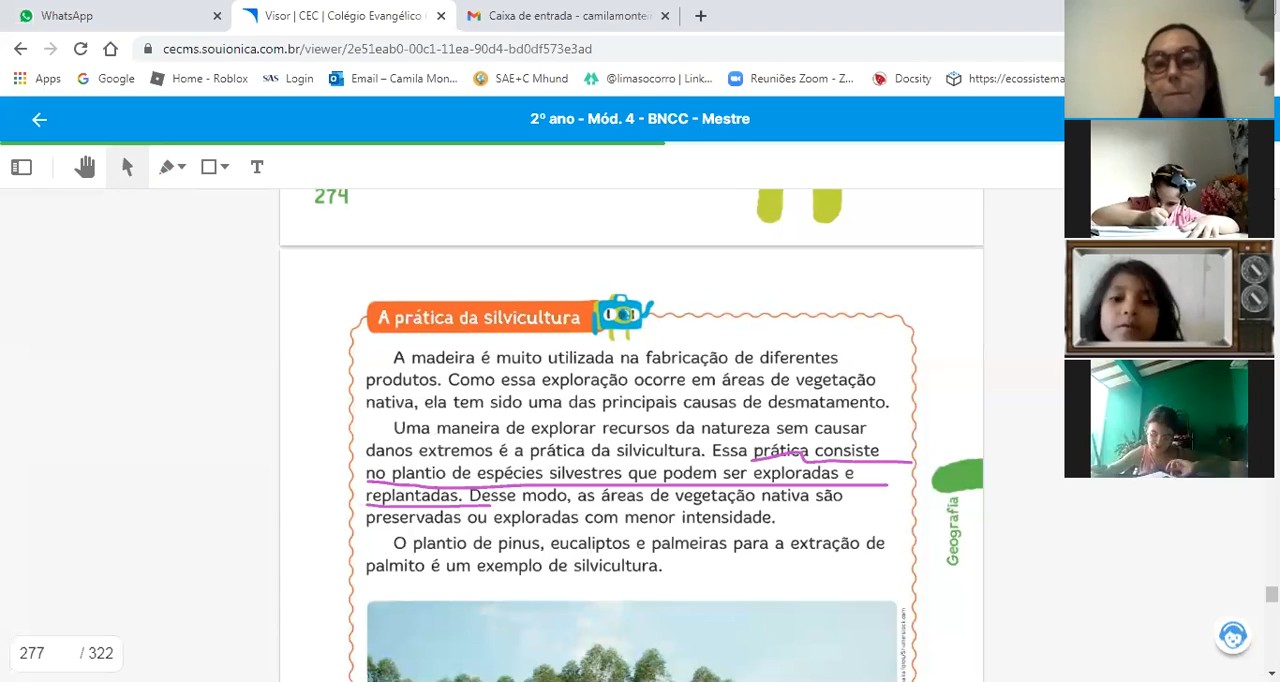 WhatsApp
Visor | CEC | Colégio Evangélico
Caixa de entrada - camilamonte
cecms.souionica.com.br/viewer/2e51eab0-00c1-11ea-90d4-bd0df573e3ad
Apps
Google
Home - Roblox
SAS Login
Email – Camila Mon...
SAE+C Mhund
@limasocorro | Link...
Reuniões Zoom - Z...
Docsity
https://ecossistema
2º ano - Mód. 4 - BNCC - Mestre
T
274
A prática da silvicultura
A madeira é muito utilizada na fabricação de diferentes
produtos. Como essa exploração ocorre em áreas de vegetação
nativa, ela tem sido uma das principais causas de desmatamento.
Uma maneira de explorar recursos da natureza sem causar
danos extremos é a prática da silvicultura. Essa prática consiste
no plantio de espécies silvestres que podem ser exploradas e
replantadas. Desse modo, as áreas de vegetação nativa são
preservadas ou exploradas com menor intensidade.
O plantio de pinus, eucaliptos e palmeiras para a extração de
palmito é um exemplo de silvicultura.
Geografia
277 / 322